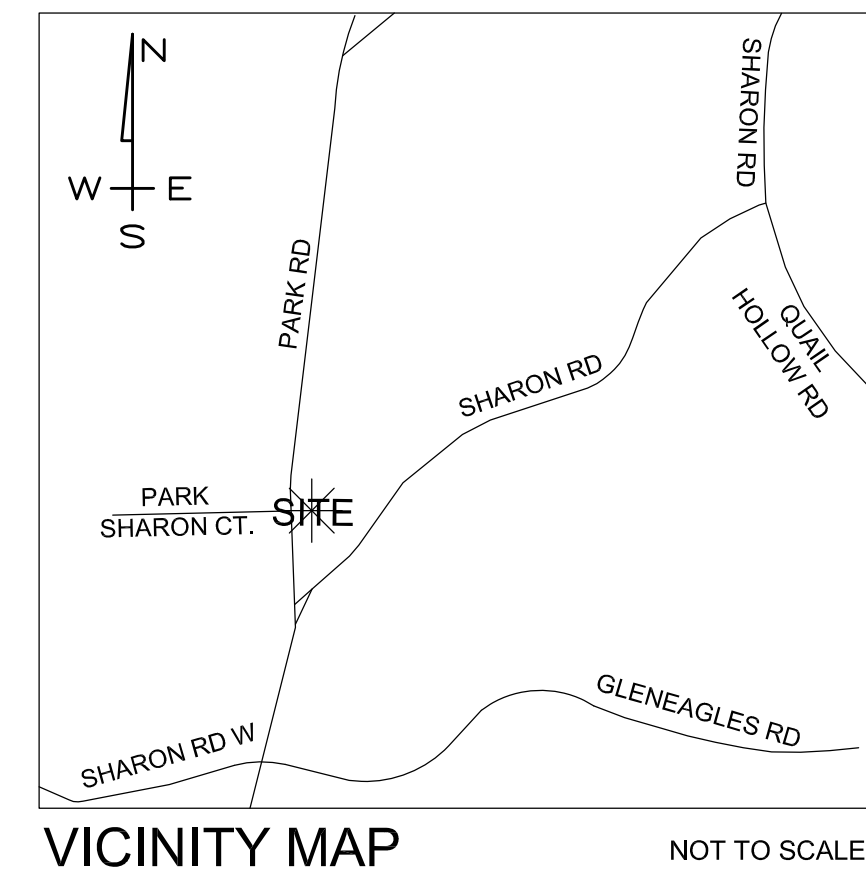 N
W E
S
SHARON RD
PARK RD
QUAIL
HOLLOW RD
SHARON RD
PARK
SHARON CT.
SITE
GLENEAGLES RD
SHARON RD W
VICINITY MAP
NOT TO SCALE